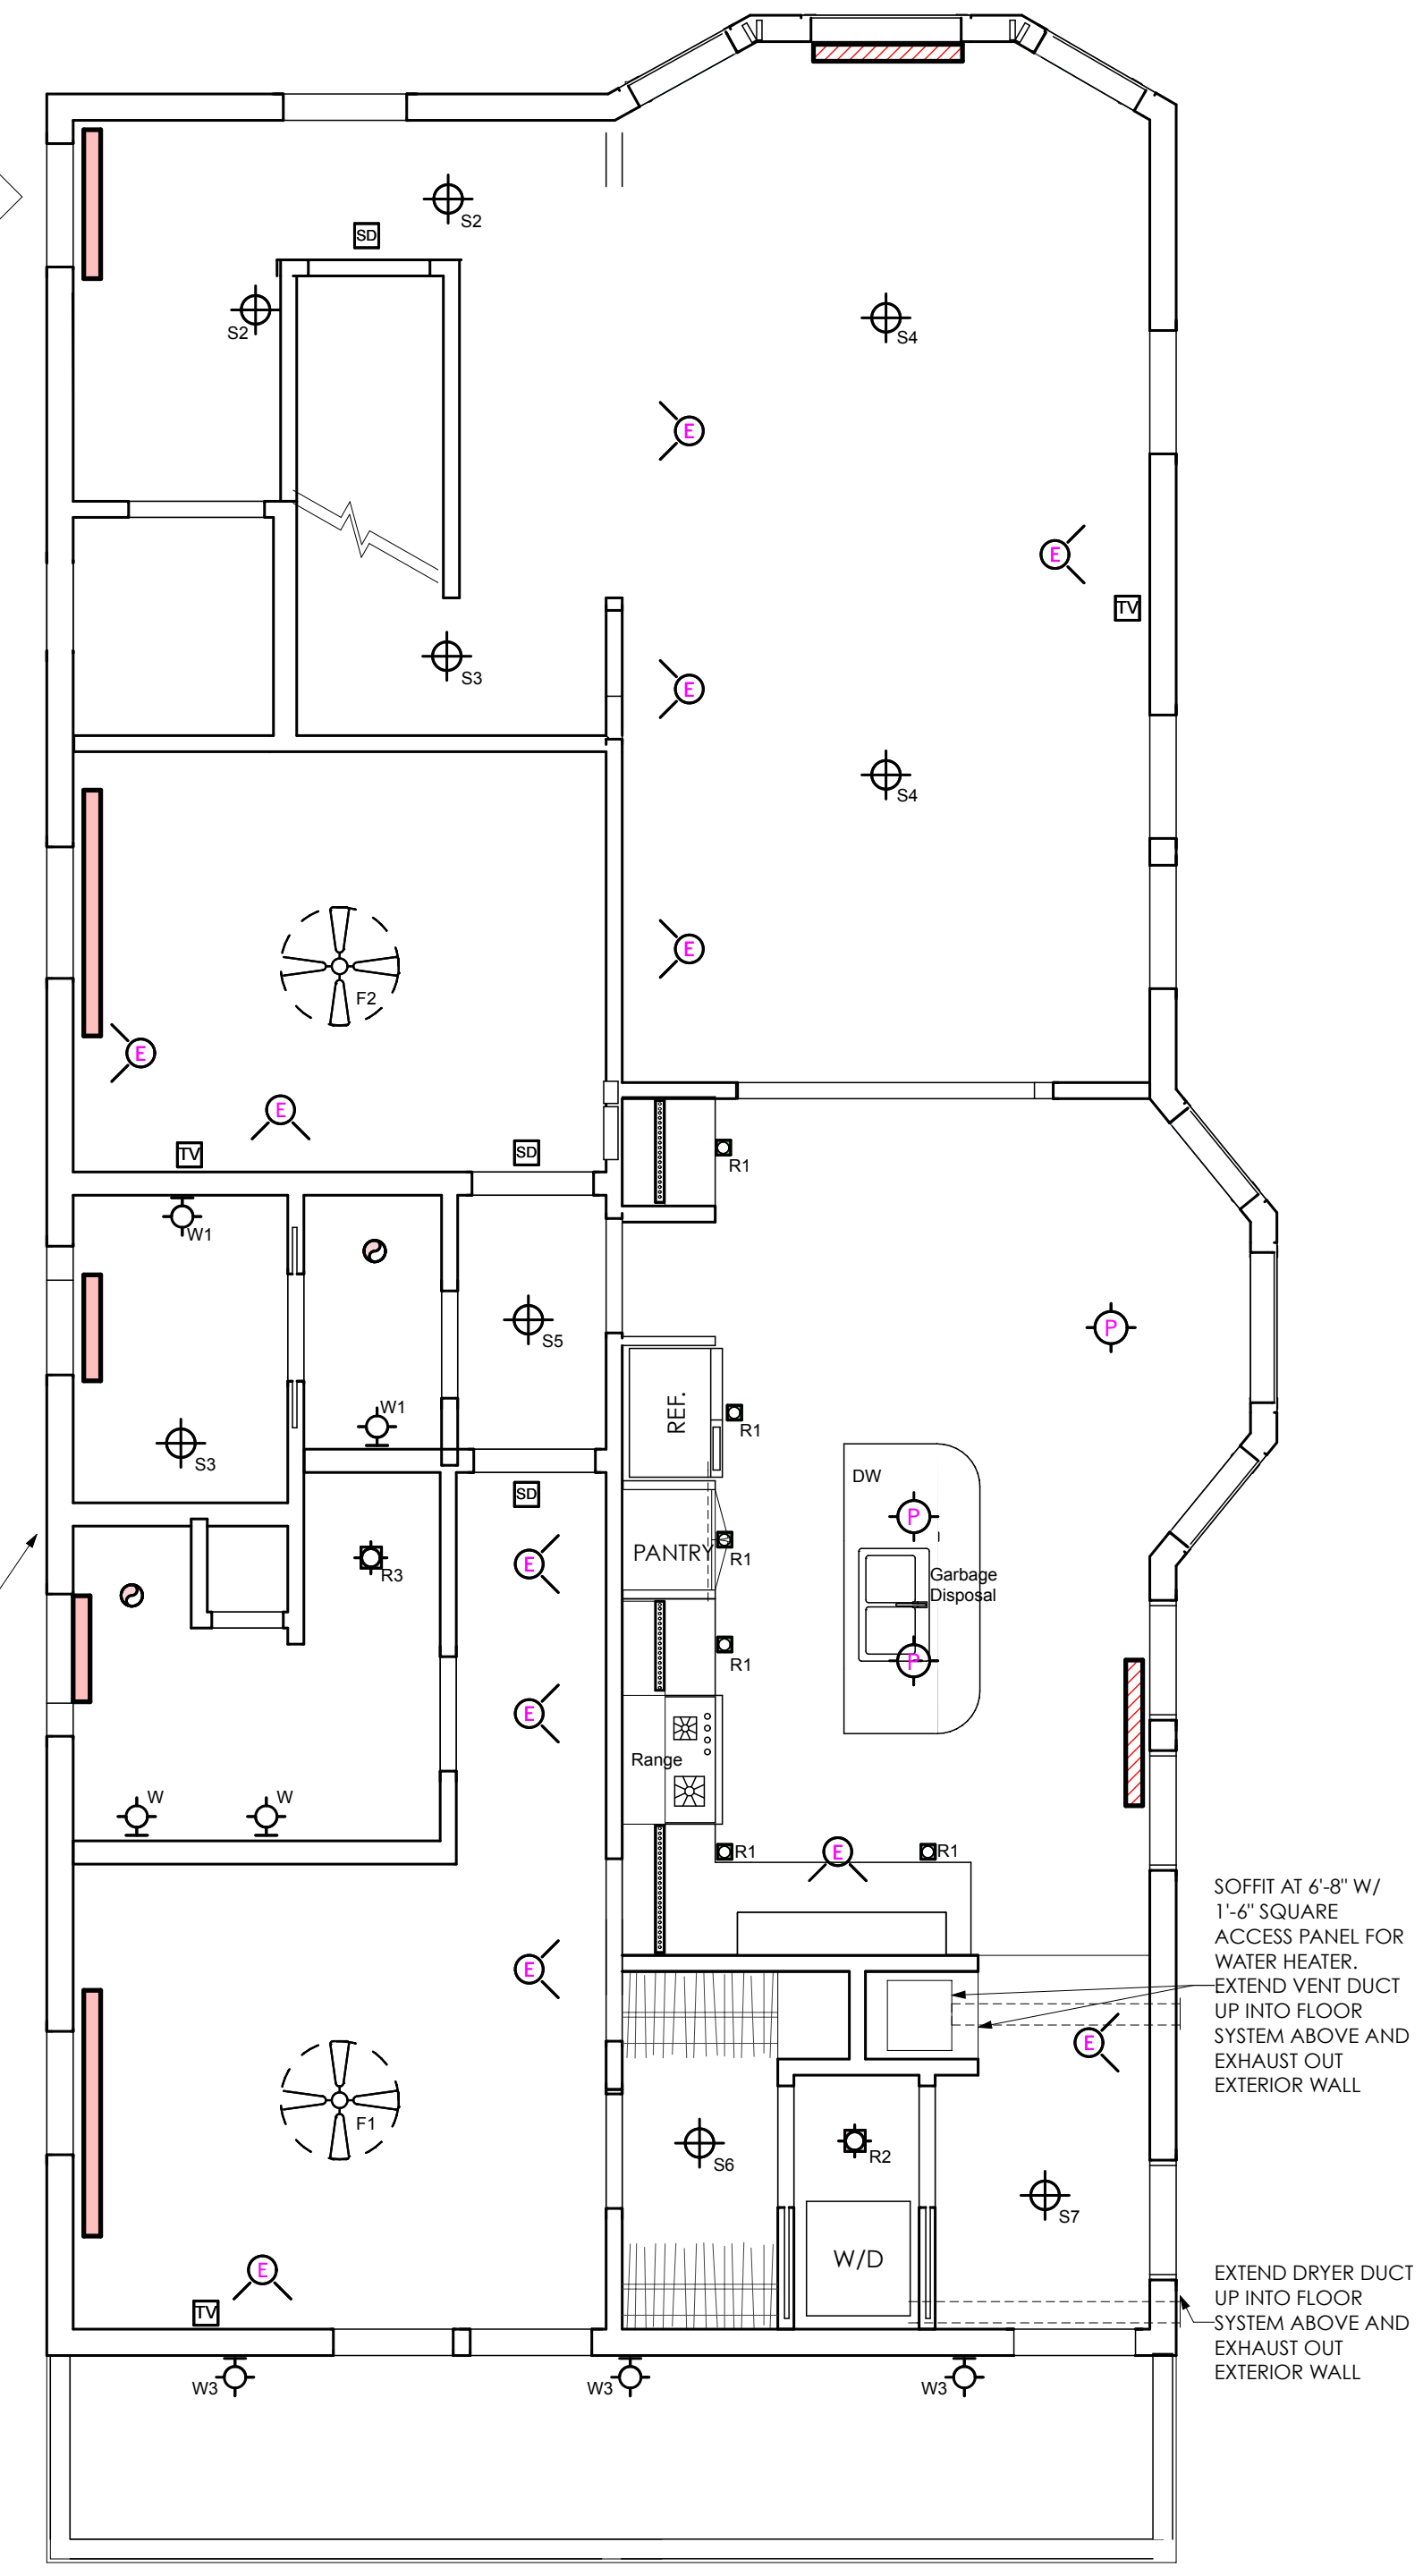 S2
SD
S2
S4
E
E
TV
S3
E
S4
E
F2
E
E
TV
SD
R1
W1
S5
P
W1
REF.
R1
S3
DW
SD
P
PANTRY
R1
E
R3
Garbage
Disposal
R1
P
E
Range
W
W
R1
E
R1
SOFFIT AT 6'-8" W/
1'-6" SQUARE
ACCESS PANEL FOR
WATER HEATER.
EXTEND VENT DUCT
UP INTO FLOOR
SYSTEM ABOVE AND
EXHAUST OUT
EXTERIOR WALL
E
E
F1
S6
R2
S7
W/D
E
TV
EXTEND DRYER DUCT
UP INTO FLOOR
SYSTEM ABOVE AND
EXHAUST OUT
EXTERIOR WALL
W3
W3
W3